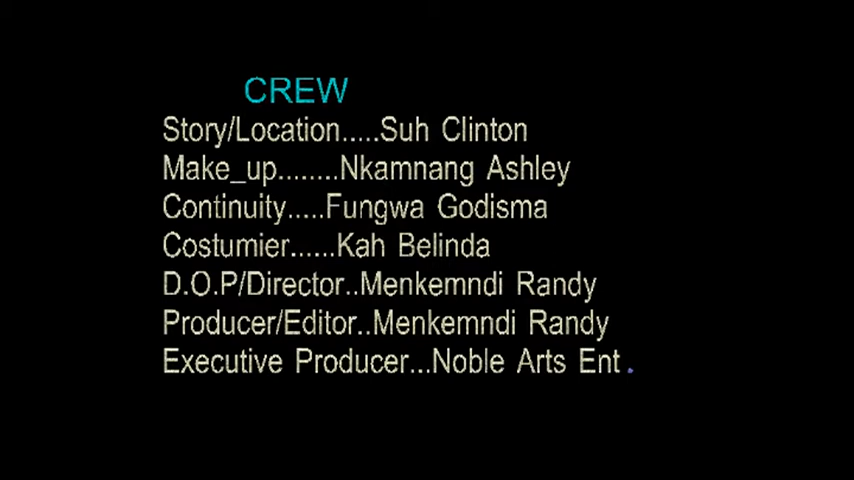 CREW
Story/Location.....Suh Clinton
Make_up........Nkamnang Ashley
Continuity.....Fungwa Godisma
Costumier......Kah Belinda
D.O.P/Director..Menkemndi Randy
Producer/Editor..Menkemndi Randy
Executive Producer...Noble Arts Ent.